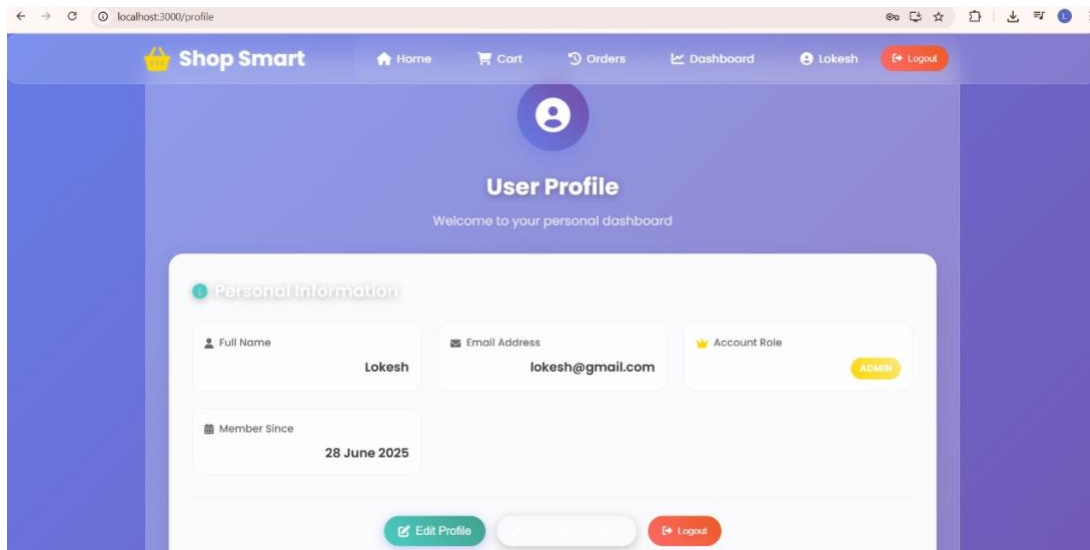 localhost:3000/profile
Shop Smart Home Cart Orders Dashboard Lokesh Logout
User Profile
Welcome to your personal dashboard
Personal Information
Full Name Email Address Account Role
Lokesh lokesh@gmail.com ADMIN
Member Since
28 June 2025
Edit Profile Logout